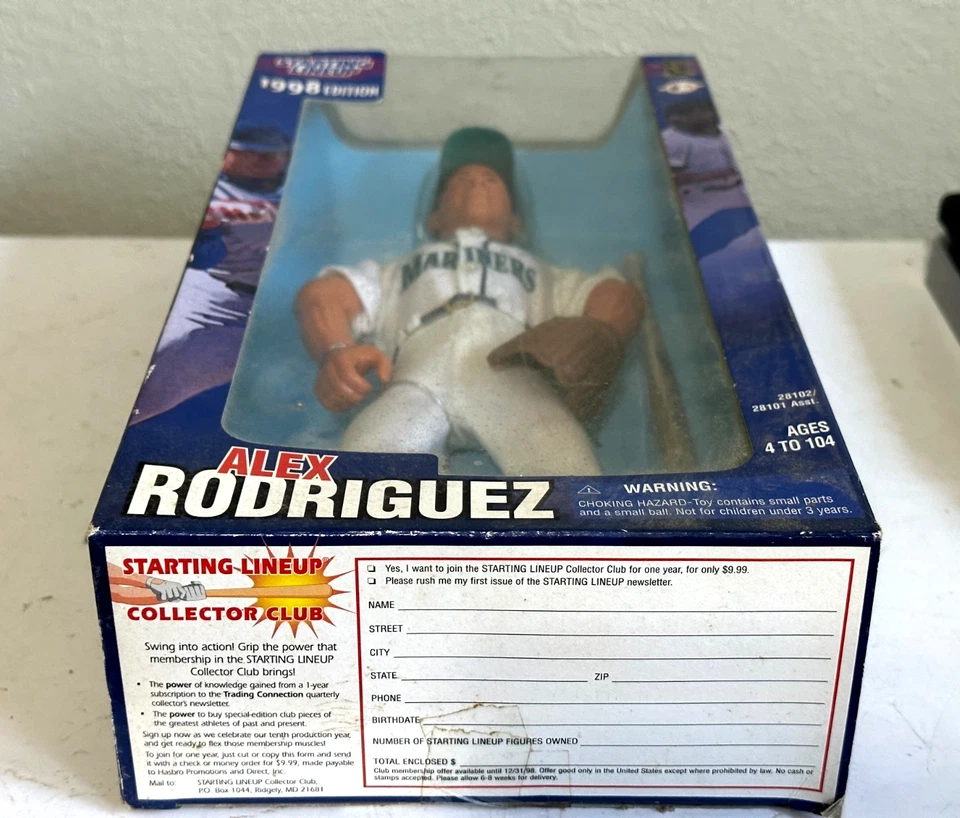 STARTING
LINEUP
1998 EDITION
MARINERS
28102/
28101 Asst.
AGES
4 TO 104
ALEX
RODRIGUEZ
WARNING:
CHOKING HAZARD-Toy contains small parts
and a small ball. Not for children under 3 years.
STARTING LINEUP®
COLLECTOR CLUB
Swing into action! Grip the power that
membership in the STARTING LINEUP
Collector Club brings!
• The power of knowledge gained from a 1-year
subscription to the Trading Connection quarterly
collector's newsletter.
• The power to buy special-edition club pieces of
the greatest athletes of past and present.
Sign up now as we celebrate our tenth production year,
and get ready to flex those membership muscles!
To join for one year, just cut or copy this form and send
it with a check or money order for $9.99, made payable
to Hasbro Promotions and Direct, Inc.
Mail to: STARTING LINEUP Collector Club,
P.O. Box 1044, Ridgely, MD 21681
❏ Yes, I want to join the STARTING LINEUP Collector Club for one year, for only $9.99.
❏ Please rush me my first issue of the STARTING LINEUP newsletter.
NAME
STREET
CITY
STATE ZIP
PHONE
BIRTHDATE
NUMBER OF STARTING LINEUP FIGURES OWNED
TOTAL ENCLOSED $
Club membership offer available until 12/31/98. Offer good only in the United States except where prohibited by law. No cash or
stamps accepted. Please allow 6-8 weeks for delivery.